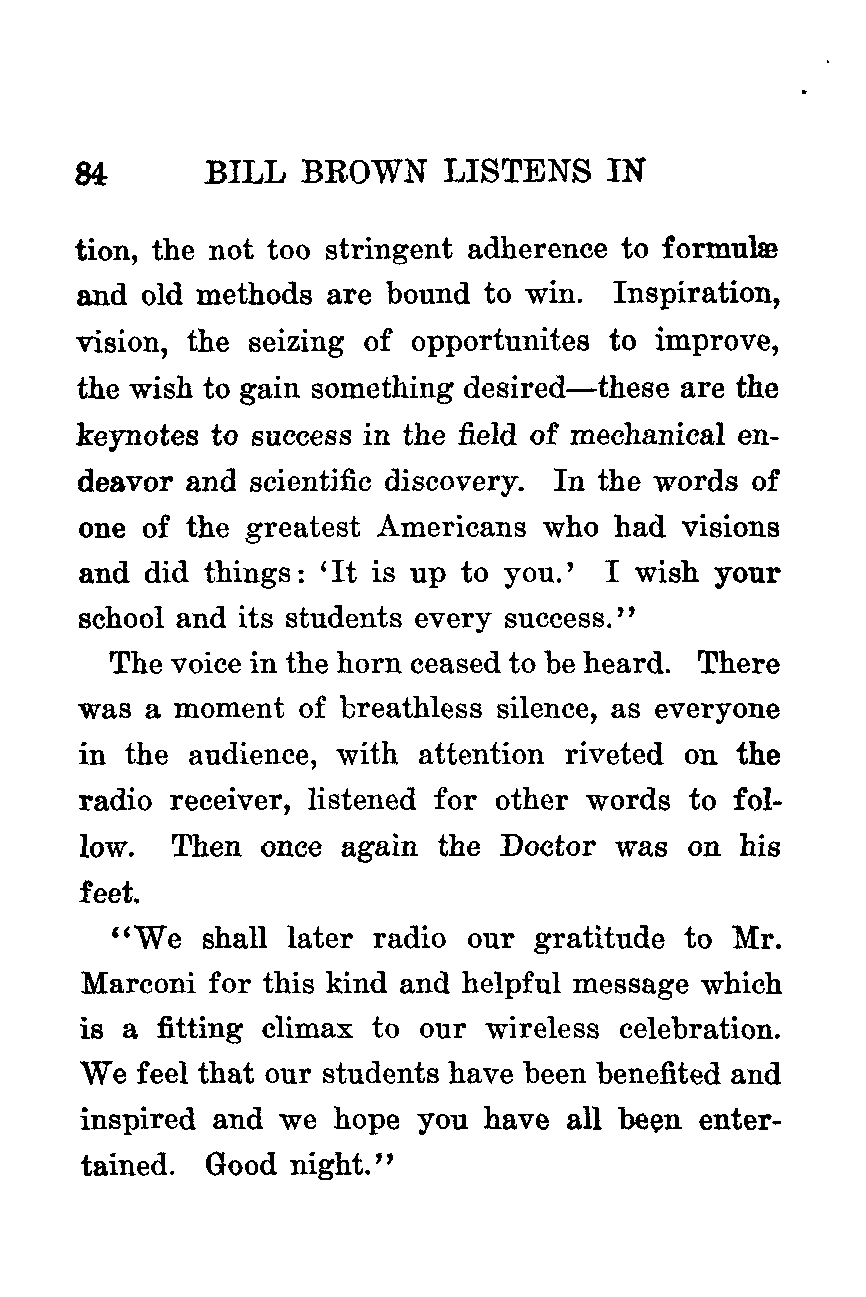 84 BILL BROWN LISTENS IN
tion, the not too stringent adherence to formulæ
and old methods are bound to win. Inspiration,
vision, the seizing of opportunites to improve,
the wish to gain something desired—these are the
keynotes to success in the field of mechanical en-
deavor and scientific discovery. In the words of
one of the greatest Americans who had visions
and did things: ‘It is up to you.’ I wish your
school and its students every success.’’
The voice in the horn ceased to be heard. There
was a moment of breathless silence, as everyone
in the audience, with attention riveted on the
radio receiver, listened for other words to fol-
low. Then once again the Doctor was on his
feet.
‘‘We shall later radio our gratitude to Mr.
Marconi for this kind and helpful message which
is a fitting climax to our wireless celebration.
We feel that our students have been benefited and
inspired and we hope you have all been enter-
tained. Good night.’’